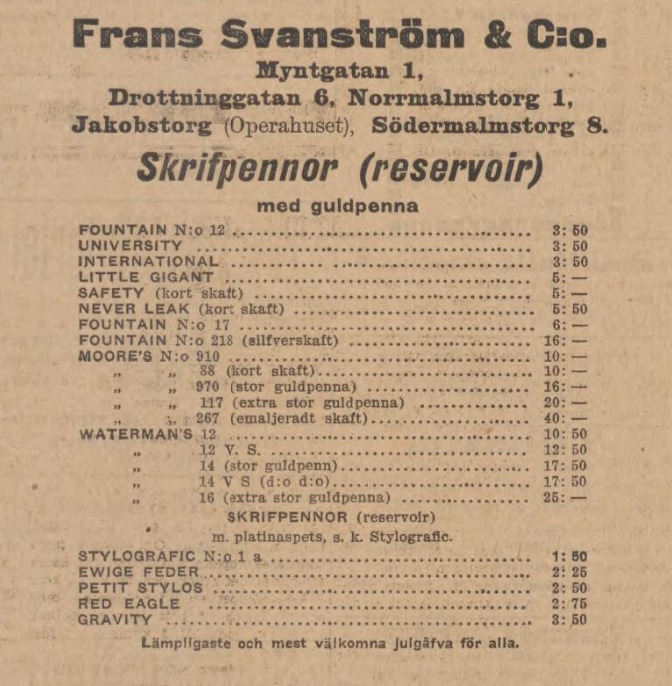 Frans Svanström & C:o.
Myntgatan 1,
Drottninggatan 6, Norrmalmstorg 1,
Jakobstorg (Operahuset), Södermalmstorg 8.
Skrifpennor (reservoir)
med guldpenna
FOUNTAIN N:o 12 ........ 3: 50
UNIVERSITY ........ 3: 50
INTERNATIONAL ........ 3: 50
LITTLE GIGANT ........ 5: —
SAFETY (kort skaft) ........ 5: —
NEVER LEAK (kort skaft) ........ 5: 50
FOUNTAIN N:o 17 ........ 6: —
FOUNTAIN N:o 218 (silfverskaft) ........ 16: —
MOORE'S N:o 910 ........ 10: —
„ „ 88 (kort skaft) ........ 10: —
„ „ 970 (stor guldpenna) ........ 16: —
„ „ 117 (extra stor guldpenna) ........ 20: —
„ „ 267 (emaljeradt skaft) ........ 40: —
WATERMAN'S 12 ........ 10: 50
„ 12 V. S. ........ 12: 50
„ 14 (stor guldpenn) ........ 17: 50
„ 14 V S (d:o d:o) ........ 17: 50
„ 16 (extra stor guldpenna) ........ 25: —
SKRIFPENNOR (reservoir)
m. platinaspets, s. k. Stylografic.
STYLOGRAFIC N:o 1 a ........ 1: 50
EWIGE FEDER ........ 2: 25
PETIT STYLOS ........ 2: 50
RED EAGLE ........ 2: 75
GRAVITY ........ 3: 50
Lämpligaste och mest välkomna julgåfva för alla.